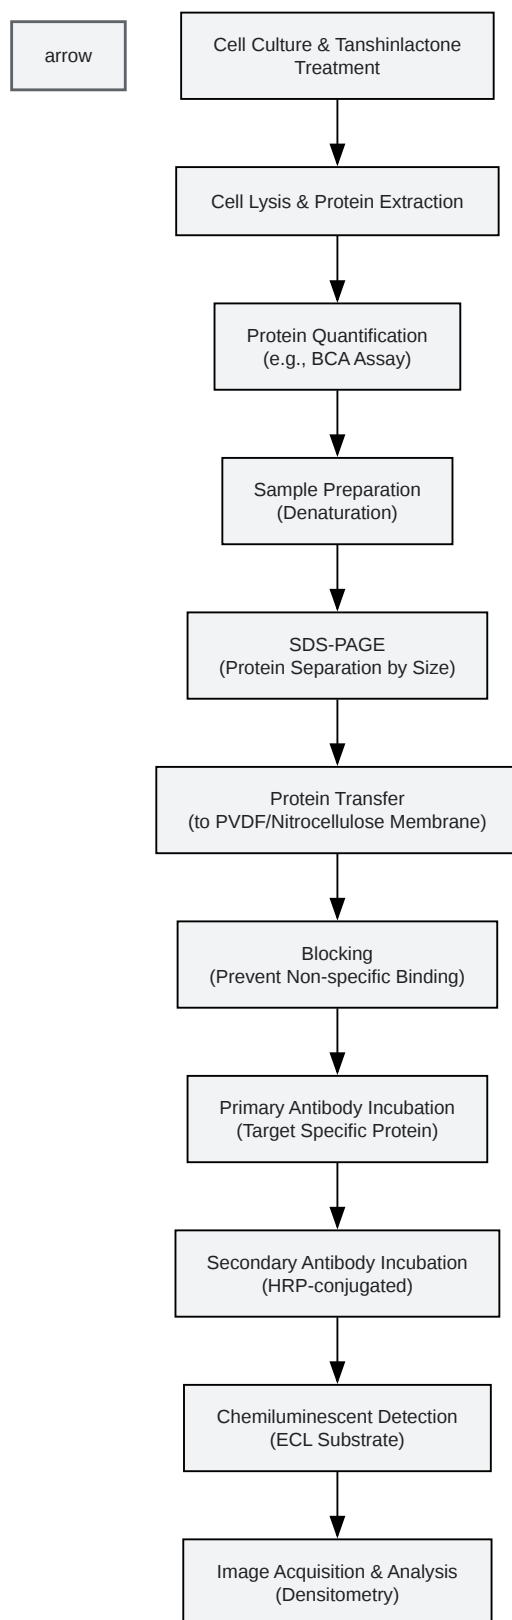 arrow
Cell Culture & Tanshinlactone
Treatment
Cell Lysis & Protein Extraction
Protein Quantification
(e.g., BCA Assay)
Sample Preparation
(Denaturation)
SDS-PAGE
(Protein Separation by Size)
Protein Transfer
(to PVDF/Nitrocellulose Membrane)
Blocking
(Prevent Non-specific Binding)
Primary Antibody Incubation
(Target Specific Protein)
Secondary Antibody Incubation
(HRP-conjugated)
Chemiluminescent Detection
(ECL Substrate)
Image Acquisition & Analysis
(Densitometry)